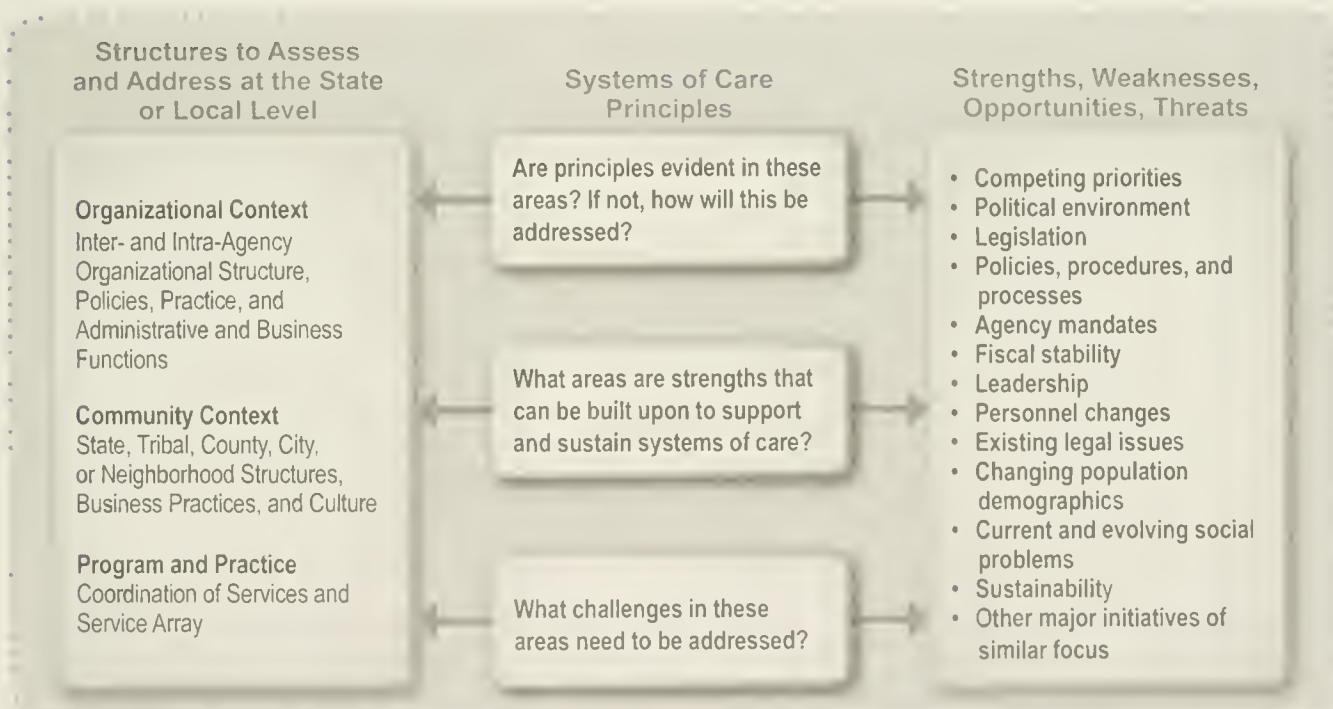 Structures to Assess
and Address at the State
or Local Level
Organizational Context
Inter- and Intra-Agency
Organizational Structure,
Policies, Practice, and
Administrative and Business
Functions
Community Context
State, Tribal, County, City,
or Neighborhood Structures,
Business Practices, and Culture
Program and Practice
Coordination of Services and
Service Array
Systems of Care
Principles
Are principles evident in these
areas? If not, how will this be
addressed?
What areas are strengths that
can be built upon to support
and sustain systems of care?
What challenges in these
areas need to be addressed?
Strengths, Weaknesses,
Opportunities, Threats
• Competing priorities
• Political environment
• Legislation
• Policies, procedures, and
processes
• Agency mandates
• Fiscal stability
• Leadership
• Personnel changes
• Existing legal issues
• Changing population
demographics
• Current and evolving social
problems
• Sustainability
• Other major initiatives of
similar focus